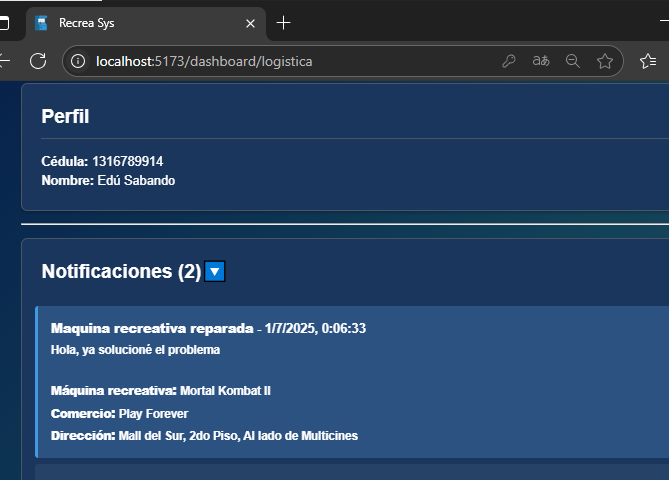 Recrea Sys
localhost:5173/dashboard/logistica
Perfil
Cédula: 1316789914
Nombre: Edú Sabando
Notificaciones (2)
Maquina recreativa reparada - 1/7/2025, 0:06:33
Hola, ya solucioné el problema
Máquina recreativa: Mortal Kombat II
Comercio: Play Forever
Dirección: Mall del Sur, 2do Piso, Al lado de Multicines